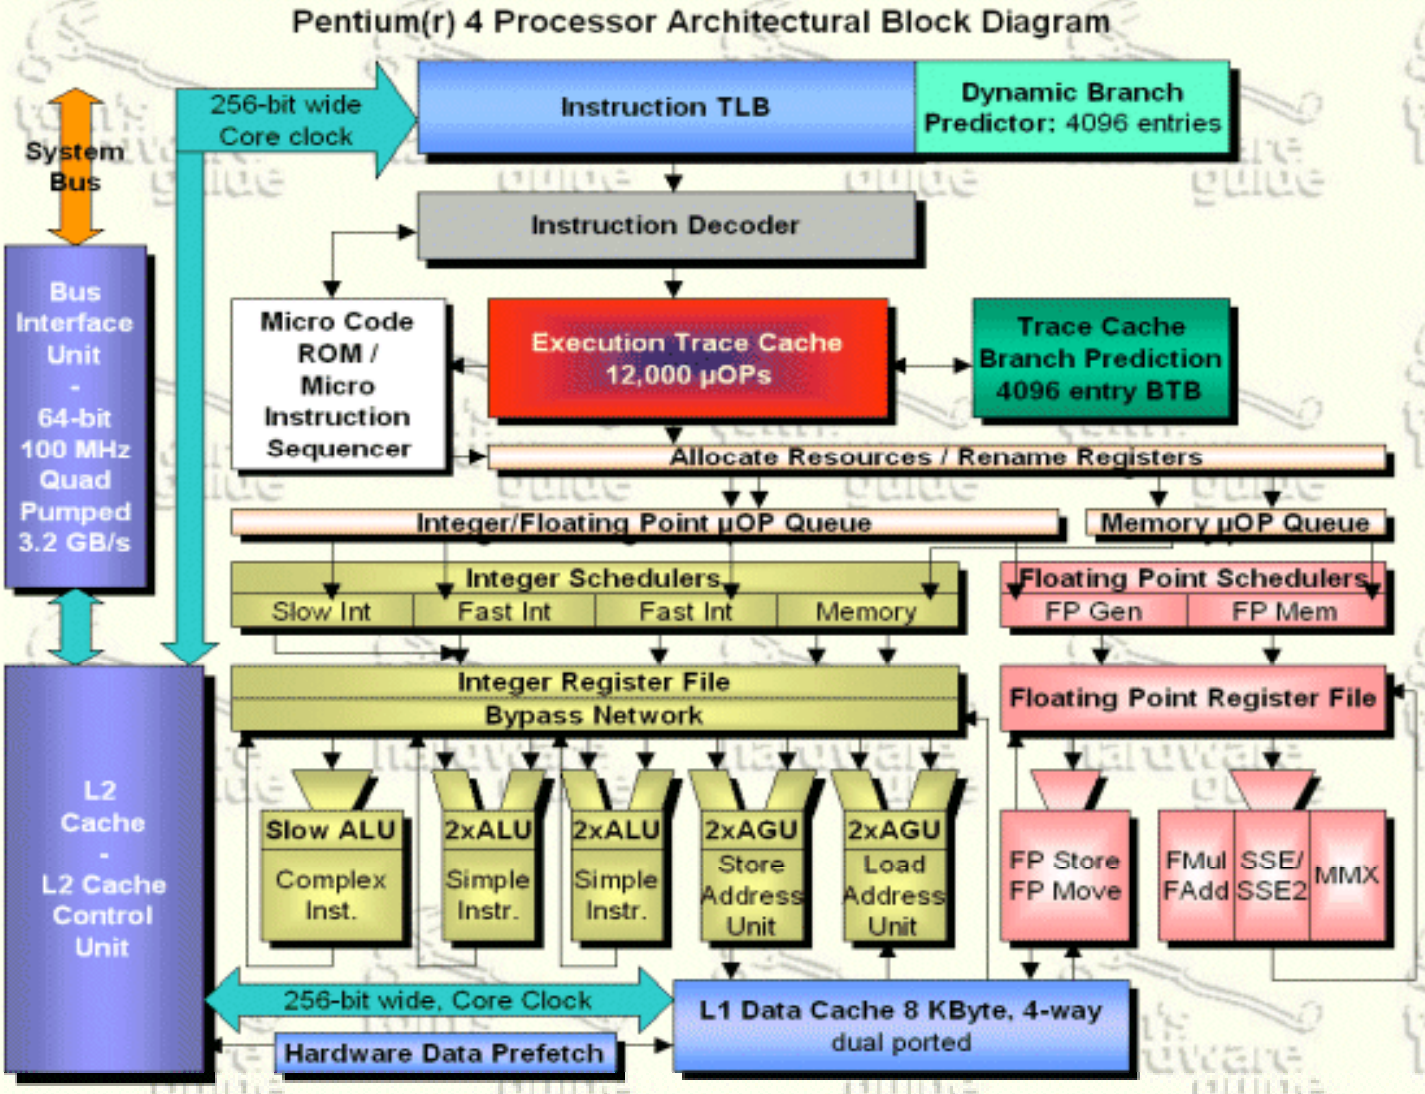 Pentium(r) 4 Processor Architectural Block Diagram
256-bit wide
Core clock
Instruction TLB
Dynamic Branch
Predictor: 4096 entries
System
Bus
Instruction Decoder
Bus
Interface
Unit
-
64-bit
100 MHz
Quad
Pumped
3.2 GB/s
Micro Code
ROM /
Micro
Instruction
Sequencer
Execution Trace Cache
12,000 µOPs
Trace Cache
Branch Prediction
4096 entry BTB
Allocate Resources / Rename Registers
Integer/Floating Point µOP Queue
Memory µOP Queue
Integer Schedulers
Slow Int
Fast Int
Fast Int
Memory
Floating Point Schedulers
FP Gen
FP Mem
Integer Register File
Bypass Network
Floating Point Register File
L2
Cache
-
L2 Cache
Control
Unit
Slow ALU
Complex
Inst.
2xALU
Simple
Instr.
2xALU
Simple
Instr.
2xAGU
Store
Address
Unit
2xAGU
Load
Address
Unit
FP Store
FP Move
FMul
FAdd
SSE/
SSE2
MMX
256-bit wide, Core Clock
L1 Data Cache 8 KByte, 4-way
dual ported
Hardware Data Prefetch
tom's
hardware
guide